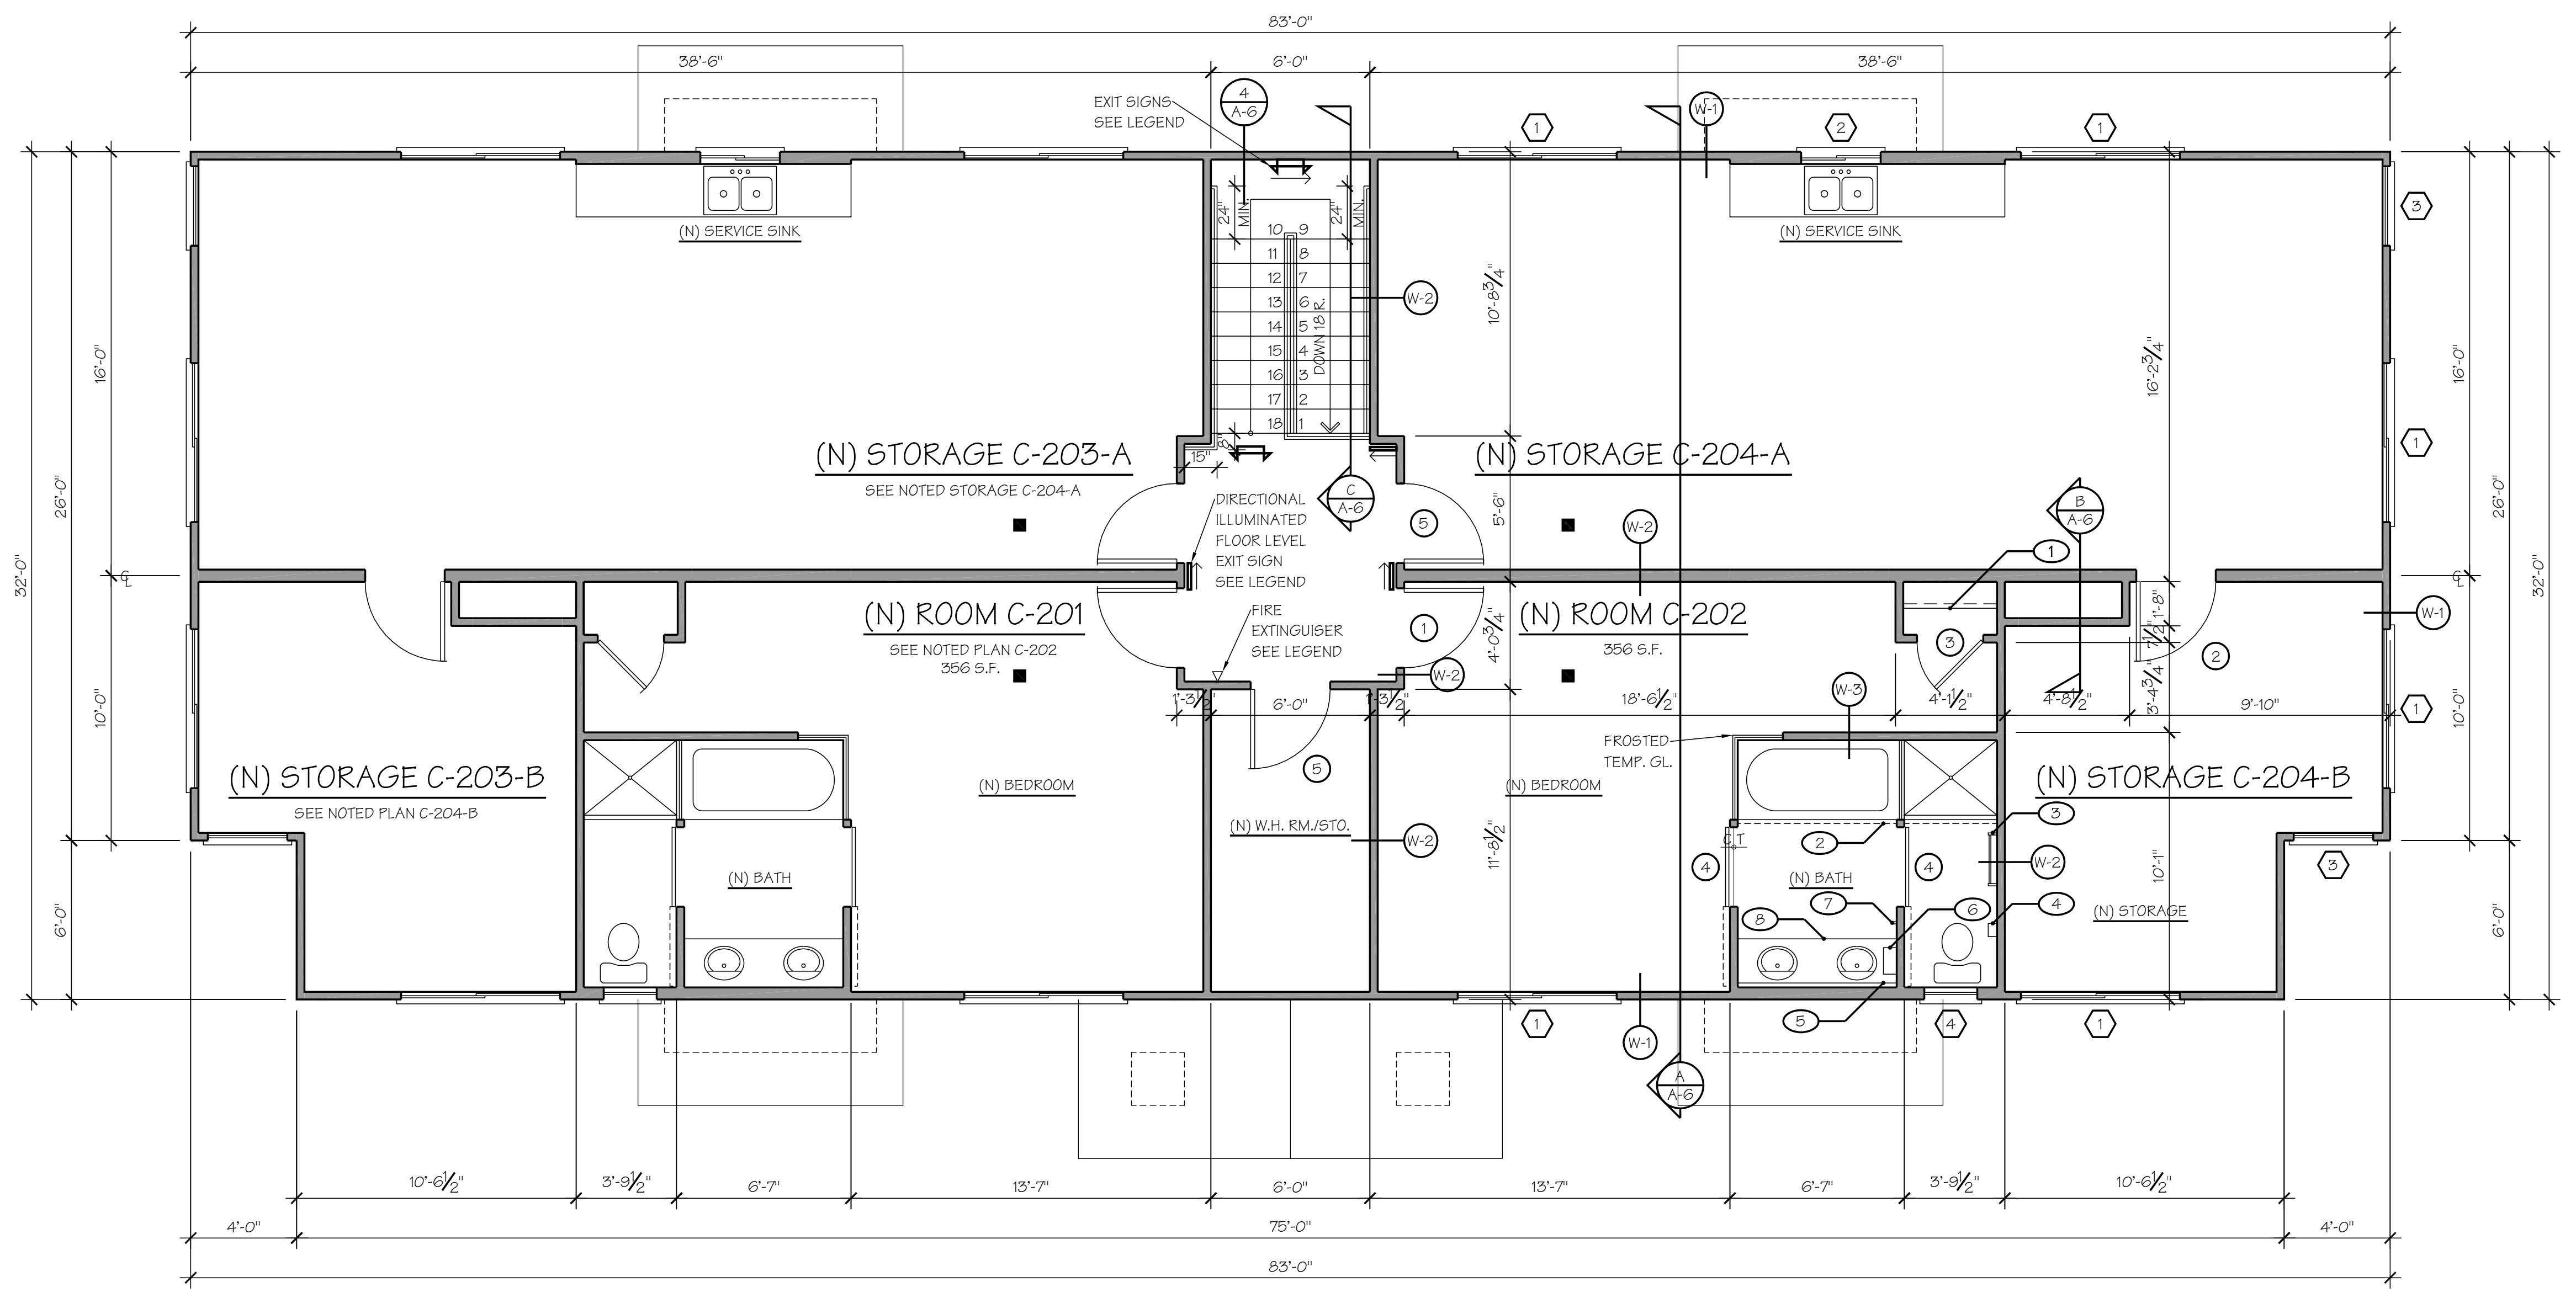 83'-0"
38'-6"
6'-0"
38'-6"
EXIT SIGNS
SEE LEGEND
4
A-6
W-1
1
2
1
(N) SERVICE SINK
24"
MIN.
24"
MIN.
(N) SERVICE SINK
3
10 9
11 8
12 7
13 6
14 5
15 4
16 3
17 2
18 1
DOWN 18 R.
W-2
10'-8 3/4"
16'-2 3/4"
16'-0"
16'-0"
26'-0"
26'-0"
32'-0"
32'-0"
(N) STORAGE C-203-A
SEE NOTED STORAGE C-204-A
8"
15"
(N) STORAGE C-204-A
1
C
A-6
B
A-6
5'-6"
DIRECTIONAL
ILLUMINATED
FLOOR LEVEL
EXIT SIGN
SEE LEGEND
5
W-2
1
CL
CL
FIRE
EXTINGUISER
SEE LEGEND
(N) ROOM C-201
SEE NOTED PLAN C-202
356 S.F.
1
4'-0 3/4"
(N) ROOM C-202
356 S.F.
3
1'-8"
7 1/2"
3'-4 3/4"
2
W-1
W-2
W-3
1'-3 1/2"
6'-0"
1'-3 1/2"
18'-6 1/2"
4'-1 1/2"
4'-8 1/2"
9'-10"
1
10'-0"
10'-0"
FROSTED
TEMP. GL.
(N) STORAGE C-203-B
SEE NOTED PLAN C-204-B
(N) BEDROOM
5
(N) BEDROOM
(N) STORAGE C-204-B
(N) W.H. RM./STO.
W-2
11'-8 1/2"
C T
4
2
4
3
W-2
10'-1"
3
(N) BATH
(N) BATH
7
8
6
4
(N) STORAGE
6'-0"
6'-0"
1
W-1
5
4
1
A
A-6
10'-6 1/2"
3'-9 1/2"
6'-7"
13'-7"
6'-0"
13'-7"
6'-7"
3'-9 1/2"
10'-6 1/2"
4'-0"
75'-0"
4'-0"
83'-0"